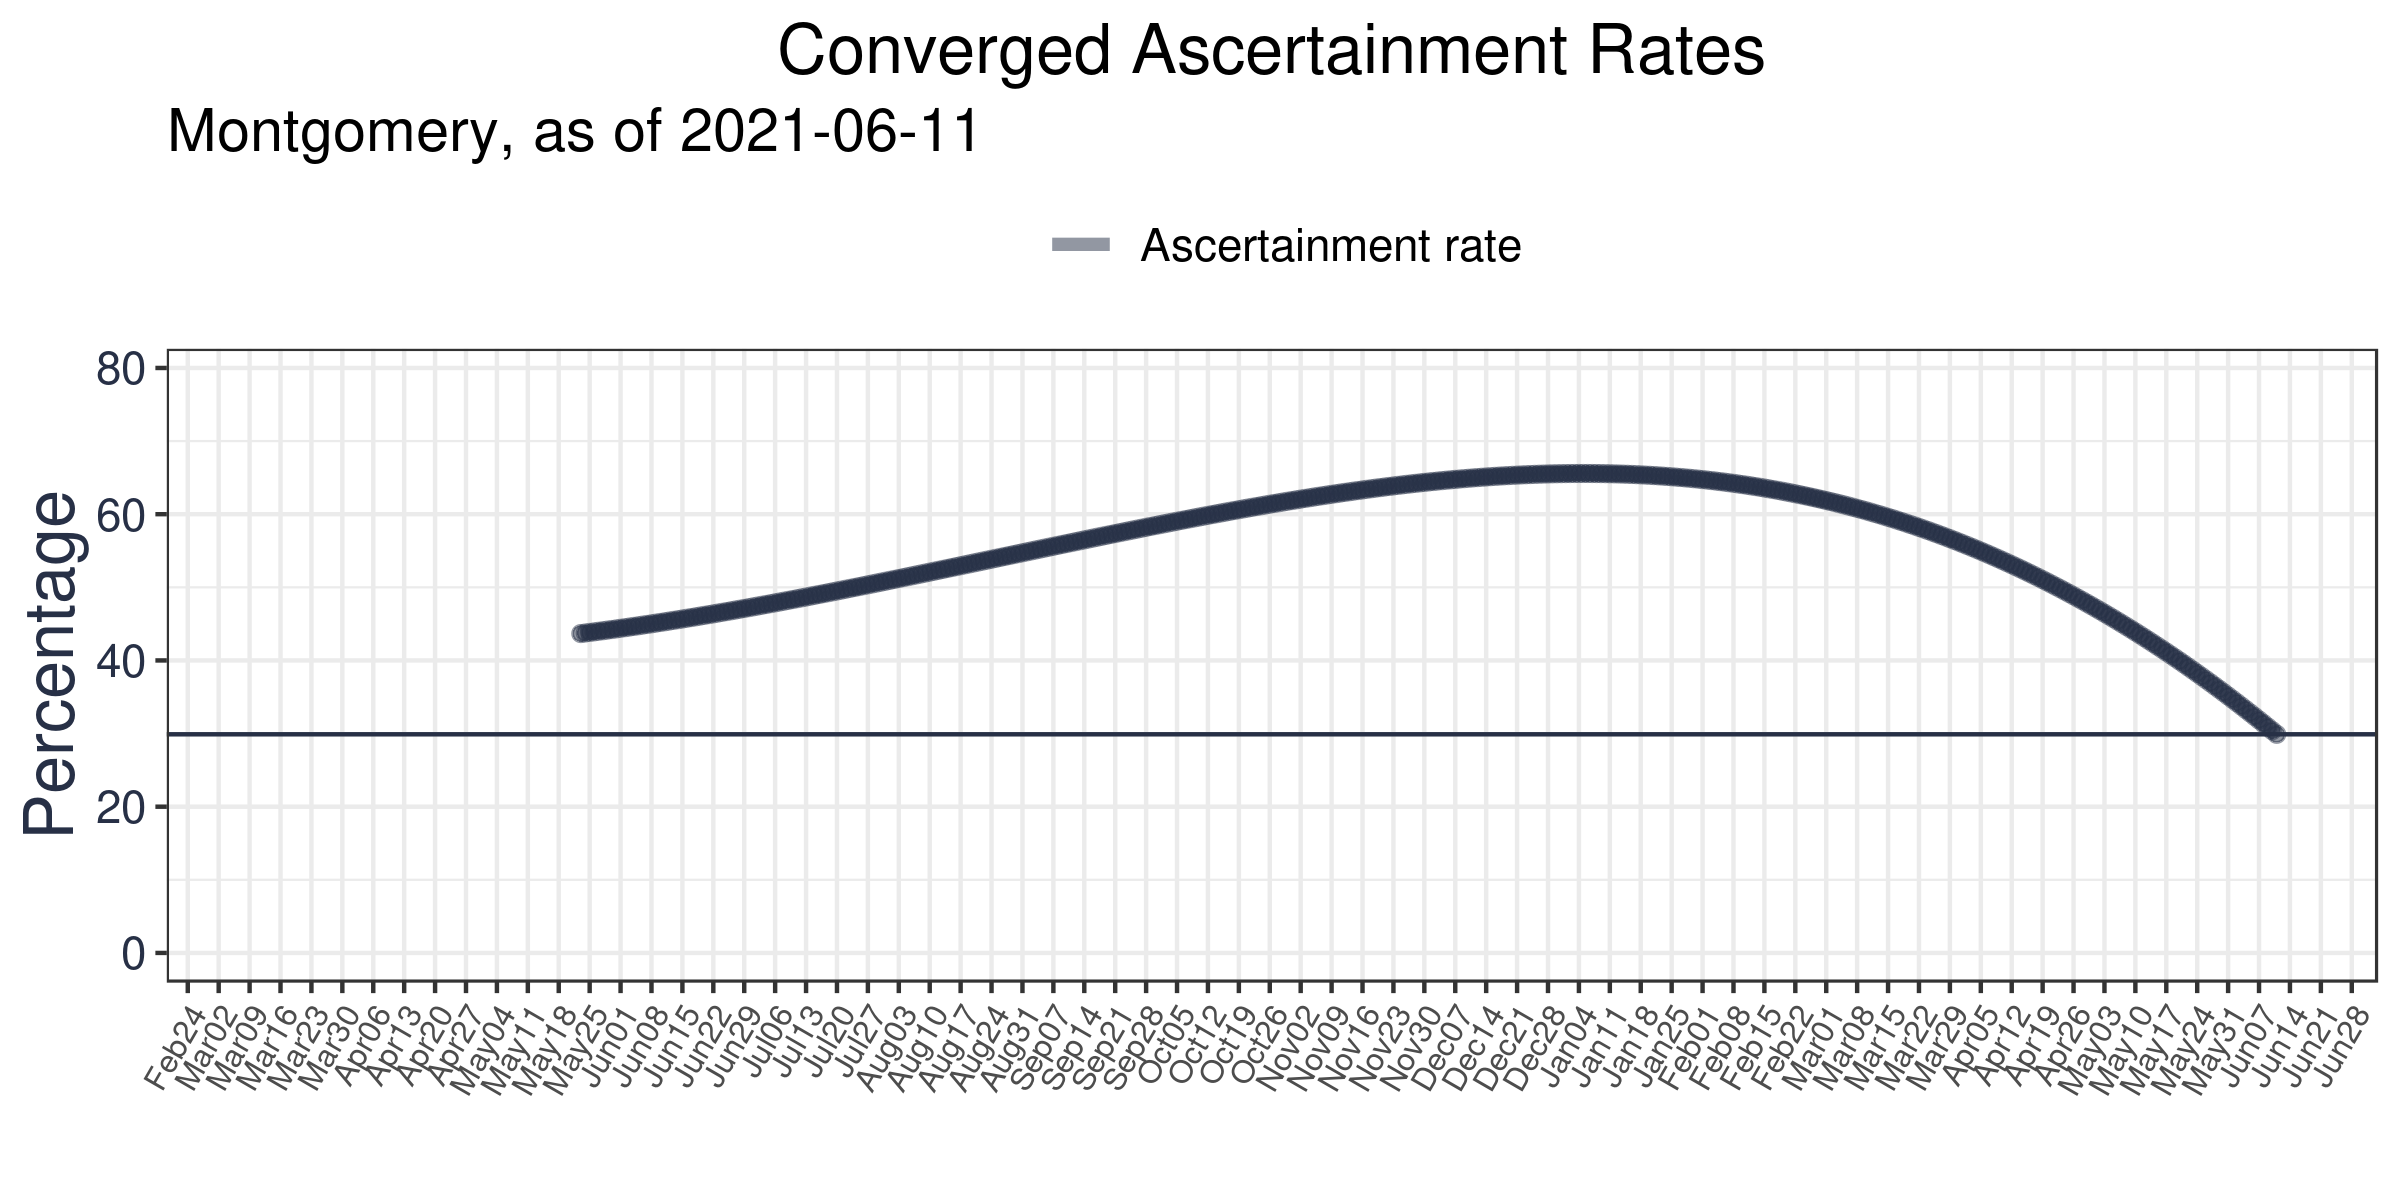 Converged Ascertainment Rates
Montgomery, as of 2021-06-11
Ascertainment rate
Percentage
80
60
40
20
0
Feb24
Mar02
Mar09
Mar16
Mar23
Mar30
Apr06
Apr13
Apr20
Apr27
May04
May11
May18
May25
Jun01
Jun08
Jun15
Jun22
Jun29
Jul06
Jul13
Jul20
Jul27
Aug03
Aug10
Aug17
Aug24
Aug31
Sep07
Sep14
Sep21
Sep28
Oct05
Oct12
Oct19
Oct26
Nov02
Nov09
Nov16
Nov23
Nov30
Dec07
Dec14
Dec21
Dec28
Jan04
Jan11
Jan18
Jan25
Feb01
Feb08
Feb15
Feb22
Mar01
Mar08
Mar15
Mar22
Mar29
Apr05
Apr12
Apr19
Apr26
May03
May10
May17
May24
May31
Jun07
Jun14
Jun21
Jun28